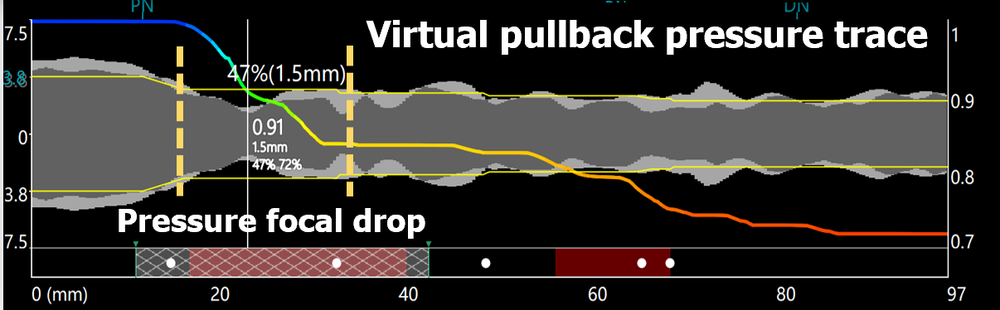 PN
DN
DN
7.5
Virtual pullback pressure trace
1
3.8
47%(1.5mm)
0.9
0
0.91
1.5mm
47% 72%
3.8
0.8
Pressure focal drop
7.5
0.7
0 (mm)
20
40
60
80
97